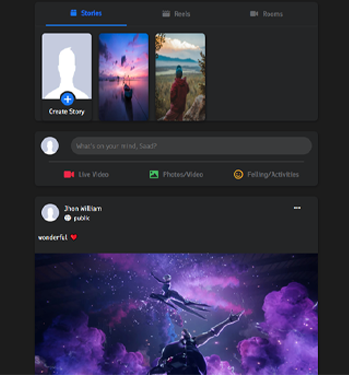 Stories Reels Rooms
Create Story
What's on your mind, Saad?
Live Video Photos/Video Felling/Activities
Jhon William
public
wonderful ❤️